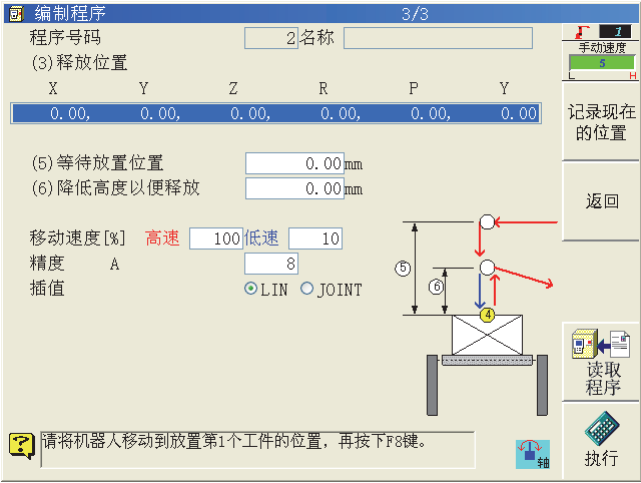 编制程序 3/3
程序号码 2 名称
(3)释放位置
X Y Z R P Y
0.00, 0.00, 0.00, 0.00, 0.00, 0.00
(5)等待放置位置 0.00 mm
(6)降低高度以便释放 0.00 mm
移动速度[%] 高速 100 低速 10
精度 A 8
插值 LIN JOINT
⑤
⑥
④
请将机器人移动到放置第1个工件的位置，再按下F8键。
轴
1
手动速度
5
L H
记录现在
的位置
返回
读取
程序
执行